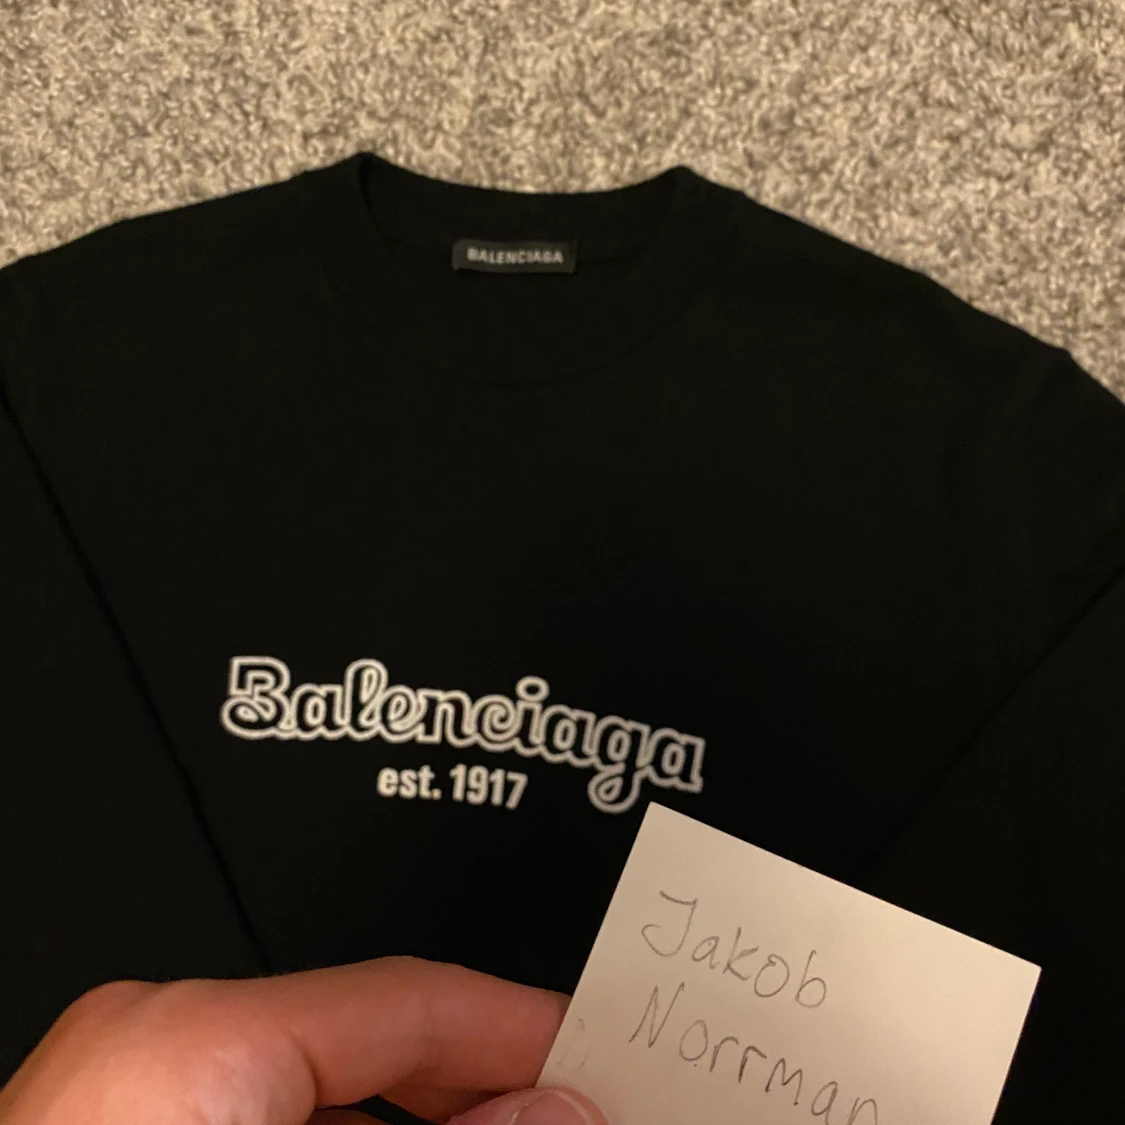 BALENCIAGA
Balenciaga
est. 1917
Jakob
Norrman